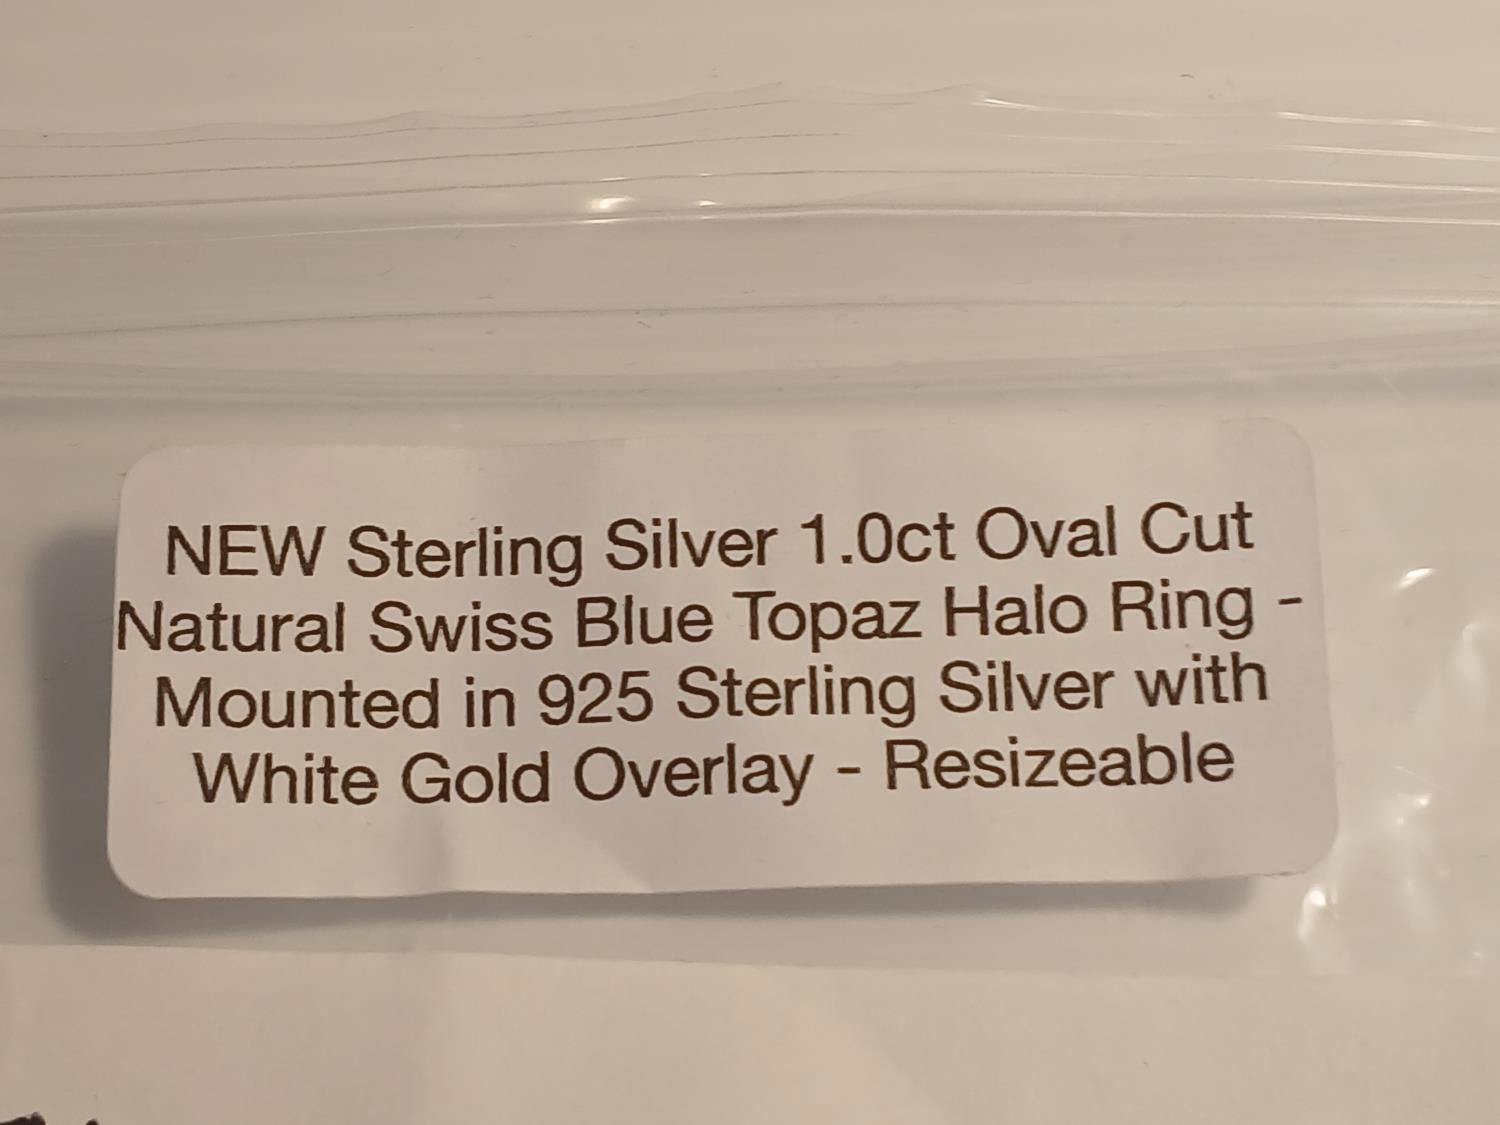 NEW Sterling Silver 1.0ct Oval Cut
Natural Swiss Blue Topaz Halo Ring -
Mounted in 925 Sterling Silver with
White Gold Overlay - Resizeable